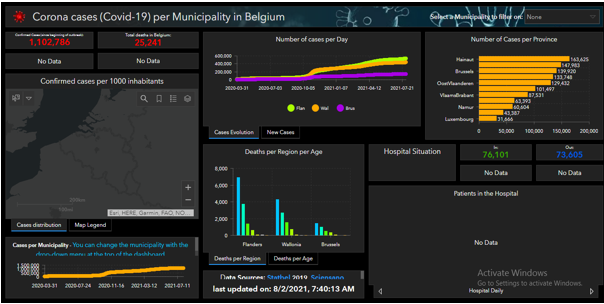 Corona cases (Covid-19) per Municipality in Belgium
Select a Municipality to filter on:
None
Confirmed Cases (since beginning of outbreak):
1,102,786
Total deaths in Belgium:
25,241
No Data
No Data
Confirmed cases per 1000 inhabitants
Esri, HERE, Garmin, FAO, NO...
Cases distribution
Map Legend
Cases per Municipality - You can change the municipality with the
drop-down menu at the top of the dashboard
1,500,000
1,000,000
500,000
0
2020-03-31
2020-07-24
2020-11-16
2021-03-12
2021-07-11
Number of cases per Day
600,000
400,000
200,000
0
2020-03-31
2020-07-05
2020-10-05
2021-01-07
2021-04-12
2021-07-21
Flan
Wal
Brus
Cases Evolution
New Cases
Number of Cases per Province
Hainaut
Brussels
OostVlaanderen
VlaamsBrabant
Namur
Luxembourg
163,625
147,983
139,920
133,748
129,432
101,497
87,531
63,393
60,604
43,387
31,666
0
50,000
100,000
150,000
200,000
Deaths per Region per Age
8,000
6,000
4,000
2,000
0
Flanders
Wallonia
Brussels
Deaths per Region
Deaths per Age
Data Sources: Statbel 2019, Sciensano
last updated on: 8/2/2021, 7:40:13 AM
Hospital Situation
In:
76,101
Out:
73,605
No Data
No Data
Patients in the Hospital
No Data
Activate Windows
Go to Settings to activate Windows.
Hospital Daily